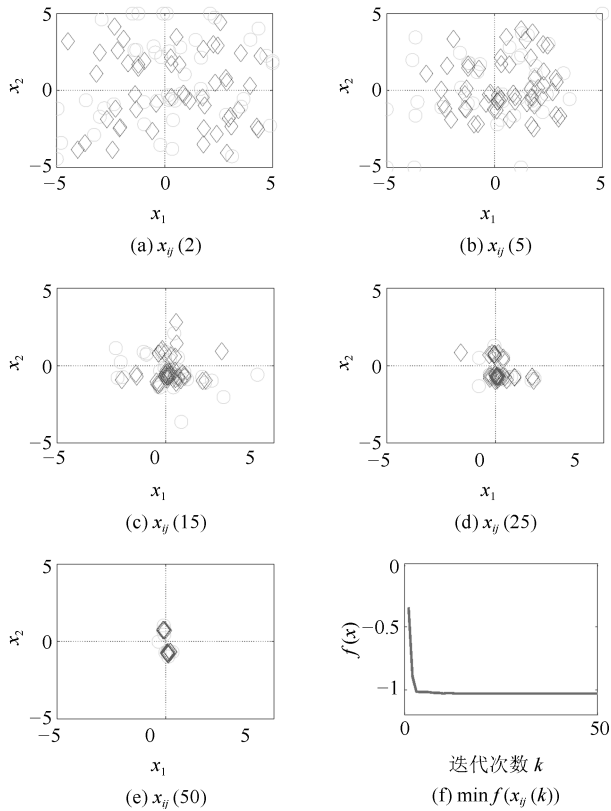 5
x₂
0
−5
−5
0
5
x₁
(a) xᵢⱼ (2)
5
x₂
0
−5
−5
0
5
x₁
(b) xᵢⱼ (5)
5
x₂
0
−5
−5
0
5
x₁
(c) xᵢⱼ (15)
5
x₂
0
−5
−5
0
5
x₁
(d) xᵢⱼ (25)
5
x₂
0
−5
−5
0
5
x₁
(e) xᵢⱼ (50)
0
−0.5
f(x)
−1
0
50
迭代次数 k
(f) min f(xᵢⱼ (k))